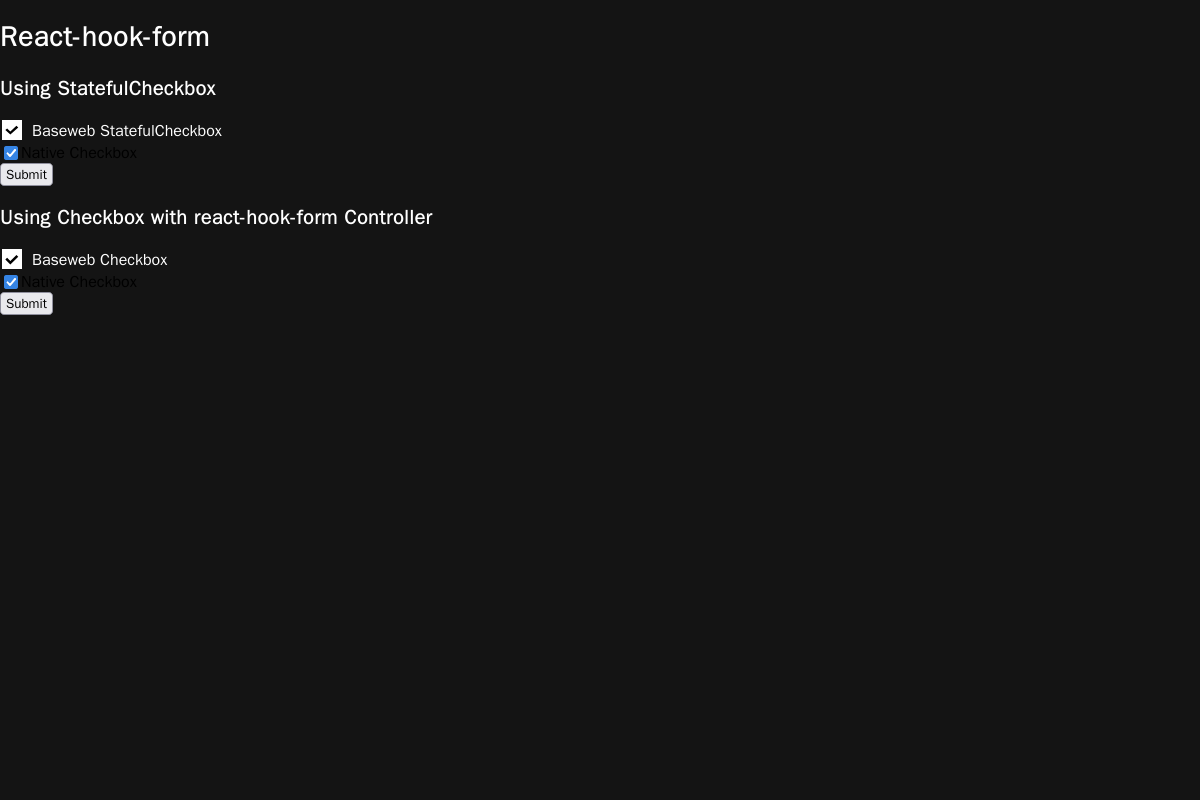 React-hook-form
Using StatefulCheckbox
Baseweb StatefulCheckbox
Native Checkbox
Submit
Using Checkbox with react-hook-form Controller
Baseweb Checkbox
Native Checkbox
Submit